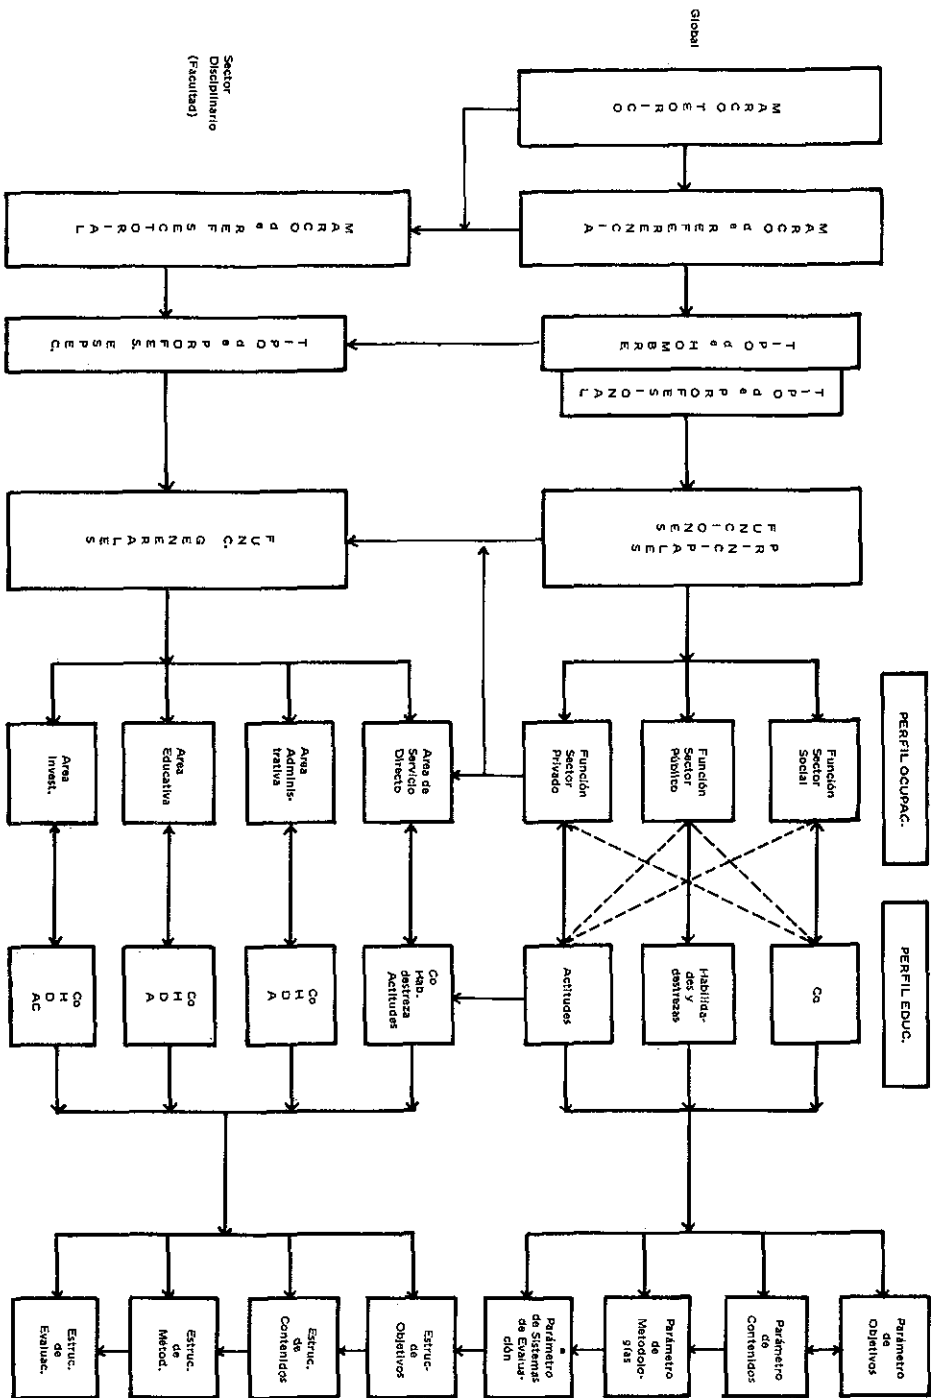 PERFIL OCUPAC.
PERFIL EDUC.
Global
MARCO TEORICO
MARCO de REFERENCIA
TIPO de HOMBRE
TIPO de PROFESIONAL
FUNCIONES
PRINCIPALES
Función
Sector
Social
Función
Sector
Público
Función
Sector
Privado
Co
Habilida-
des y
destrezas
Actitudes
Parámetro
de
Objetivos
Parámetro
de
Contenidos
Parámetro
de
Metodolo-
gías
Parámetro
de Sistemas
de Evalua-
ción
Sector
Disciplinario
(Facultad)
MARCO de REF SECTORIAL
TIPO de PROFES. ESPEC.
FUNC. GENERALES
Area de
Servicio
Directo
Area
Adminis-
trativa
Area
Educativa
Area
Invest.
Co
Hab.
destreza
Actitudes
Co
H
D
A
Co
H
D
A
Co
H
D
AC
Estruc-
de
Objetivos
Estruc.
de
Contenidos
Estruc.
de
Métod.
Estruc.
de
Evaluac.